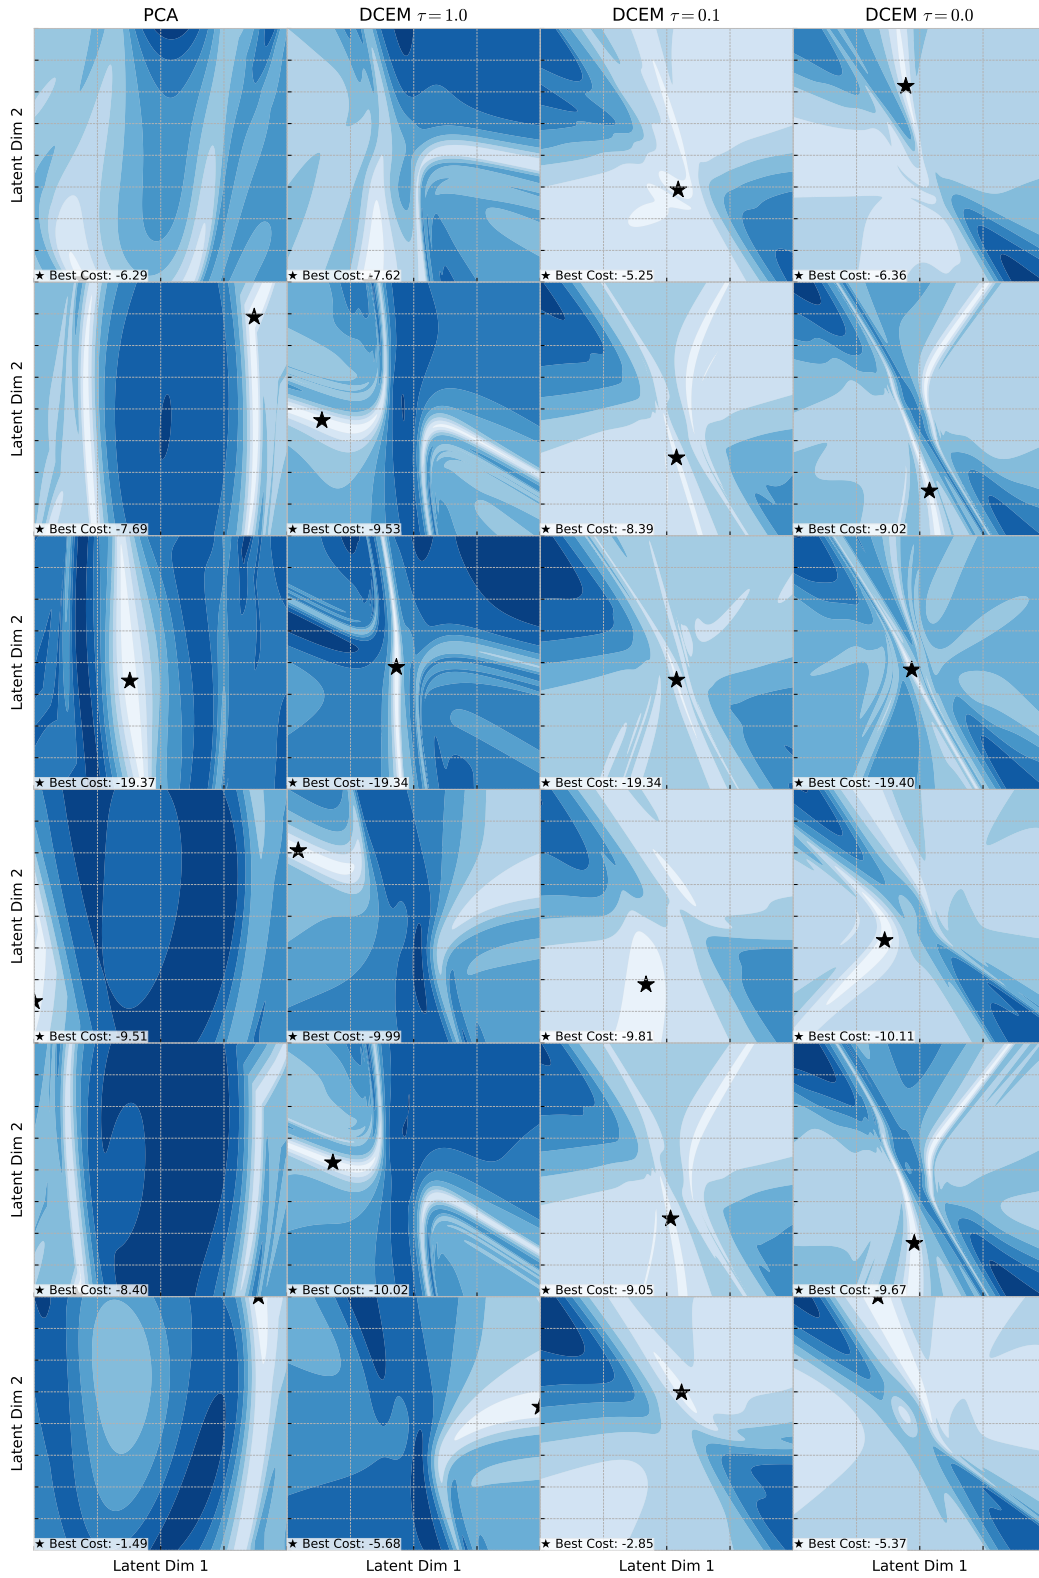 PCA DCEM τ = 1.0 DCEM τ = 0.1 DCEM τ = 0.0
Latent Dim 2
★ Best Cost: -6.29 ★ Best Cost: -7.62 ★ Best Cost: -5.25 ★ Best Cost: -6.36
Latent Dim 2
★ Best Cost: -7.69 ★ Best Cost: -9.53 ★ Best Cost: -8.39 ★ Best Cost: -9.02
Latent Dim 2
★ Best Cost: -19.37 ★ Best Cost: -19.34 ★ Best Cost: -19.34 ★ Best Cost: -19.40
Latent Dim 2
★ Best Cost: -9.51 ★ Best Cost: -9.99 ★ Best Cost: -9.81 ★ Best Cost: -10.11
Latent Dim 2
★ Best Cost: -8.40 ★ Best Cost: -10.02 ★ Best Cost: -9.05 ★ Best Cost: -9.67
Latent Dim 2
★ Best Cost: -1.49 ★ Best Cost: -5.68 ★ Best Cost: -2.85 ★ Best Cost: -5.37
Latent Dim 1 Latent Dim 1 Latent Dim 1 Latent Dim 1